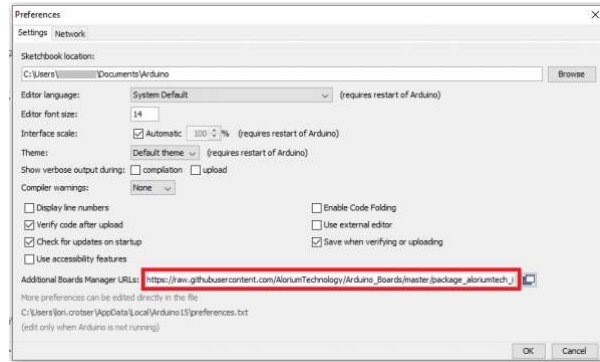 Preferences
Settings Network
Sketchbook location:
C:\Users\ \Documents\Arduino Browse
Editor language: System Default (requires restart of Arduino)
Editor font size: 14
Interface scale: Automatic 100 % (requires restart of Arduino)
Theme: Default theme (requires restart of Arduino)
Show verbose output during: compilation upload
Compiler warnings: None
Display line numbers Enable Code Folding
Verify code after upload Use external editor
Check for updates on startup Save when verifying or uploading
Use accessibility features
Additional Boards Manager URLs: https://raw.githubusercontent.com/AloriumTechnology/Arduino_Boards/master/package_aloriumtech_
More preferences can be edited directly in the file
C:\Users\lori.crotser\AppData\Local\Arduino15\preferences.txt
(edit only when Arduino is not running)
OK Cancel